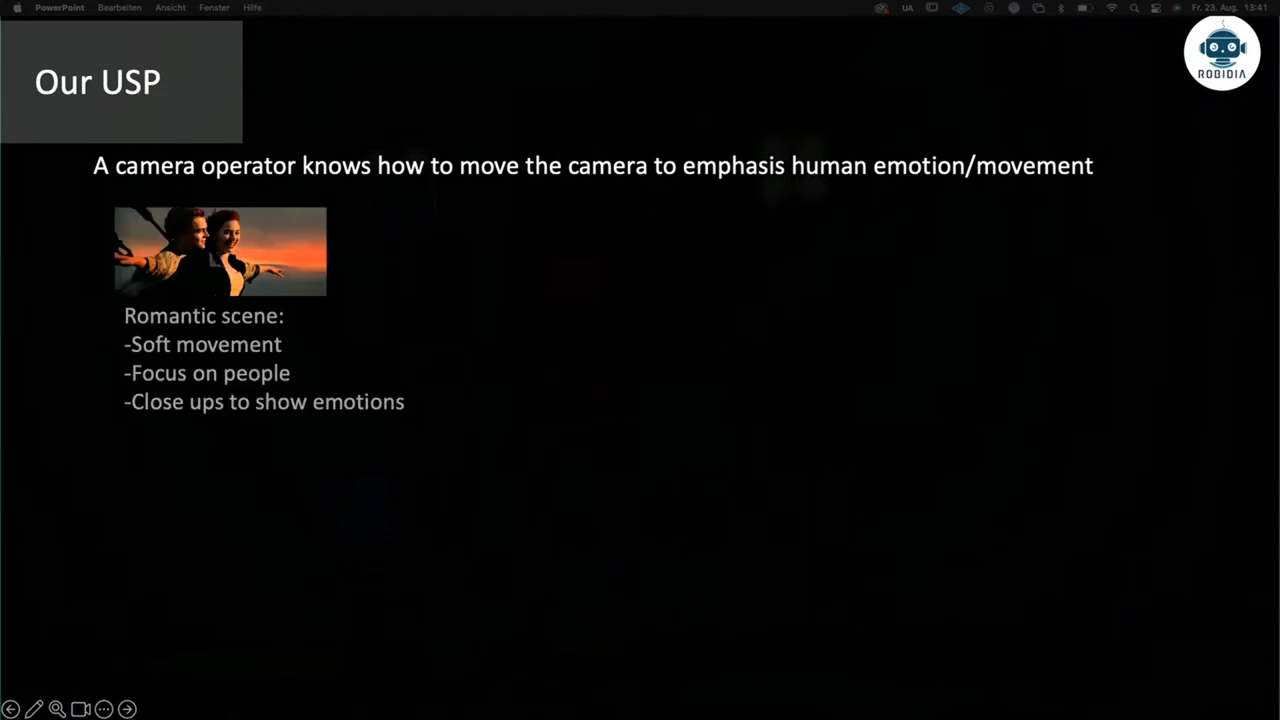 PowerPoint Bearbeiten Ansicht Fenster Hilfe UA Fr. 23. Aug. 13:41
ROBIDIA
Our USP
A camera operator knows how to move the camera to emphasis human emotion/movement
Romantic scene:
-Soft movement
-Focus on people
-Close ups to show emotions